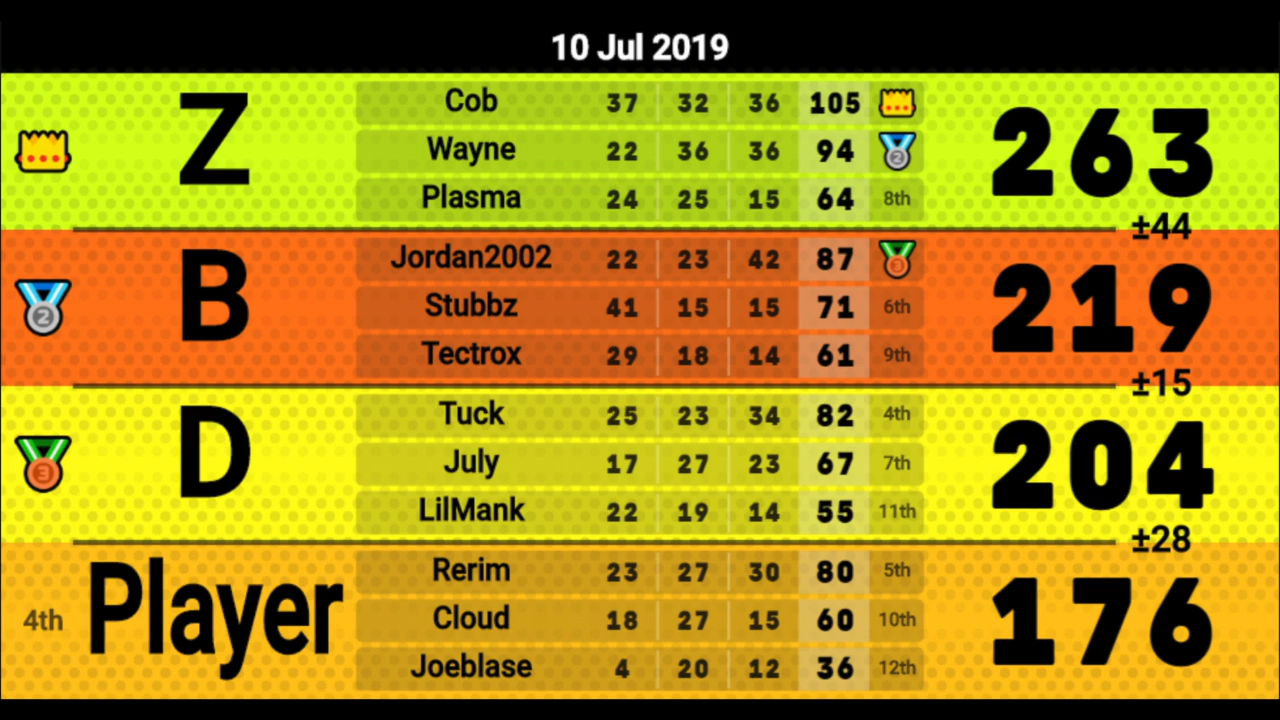 10 Jul 2019
Z
Cob 37 32 36 105
Wayne 22 36 36 94 2
Plasma 24 25 15 64 8th
263
±44
2
B
Jordan2002 22 23 42 87 3
Stubbz 41 15 15 71 6th
Tectrox 29 18 14 61 9th
219
±15
3
D
Tuck 25 23 34 82 4th
July 17 27 23 67 7th
LilMank 22 19 14 55 11th
204
±28
4th
Player
Rerim 23 27 30 80 5th
Cloud 18 27 15 60 10th
Joeblase 4 20 12 36 12th
176